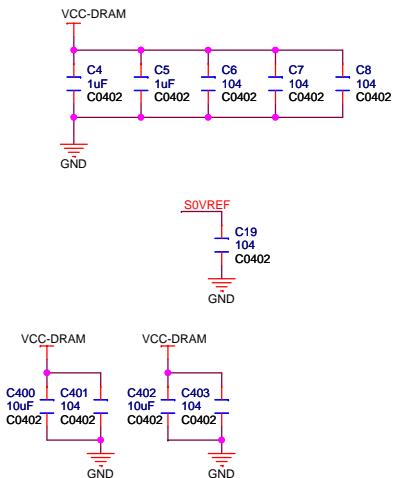 VCC-DRAM
C4 C5 C6 C7 C8
1uF 1uF 104 104 104
C0402 C0402 C0402 C0402 C0402
GND
S0VREF
C19
104
C0402
GND
VCC-DRAM VCC-DRAM
C400 C401 C402 C403
10uF 104 10uF 104
C0402 C0402 C0402 C0402
GND GND